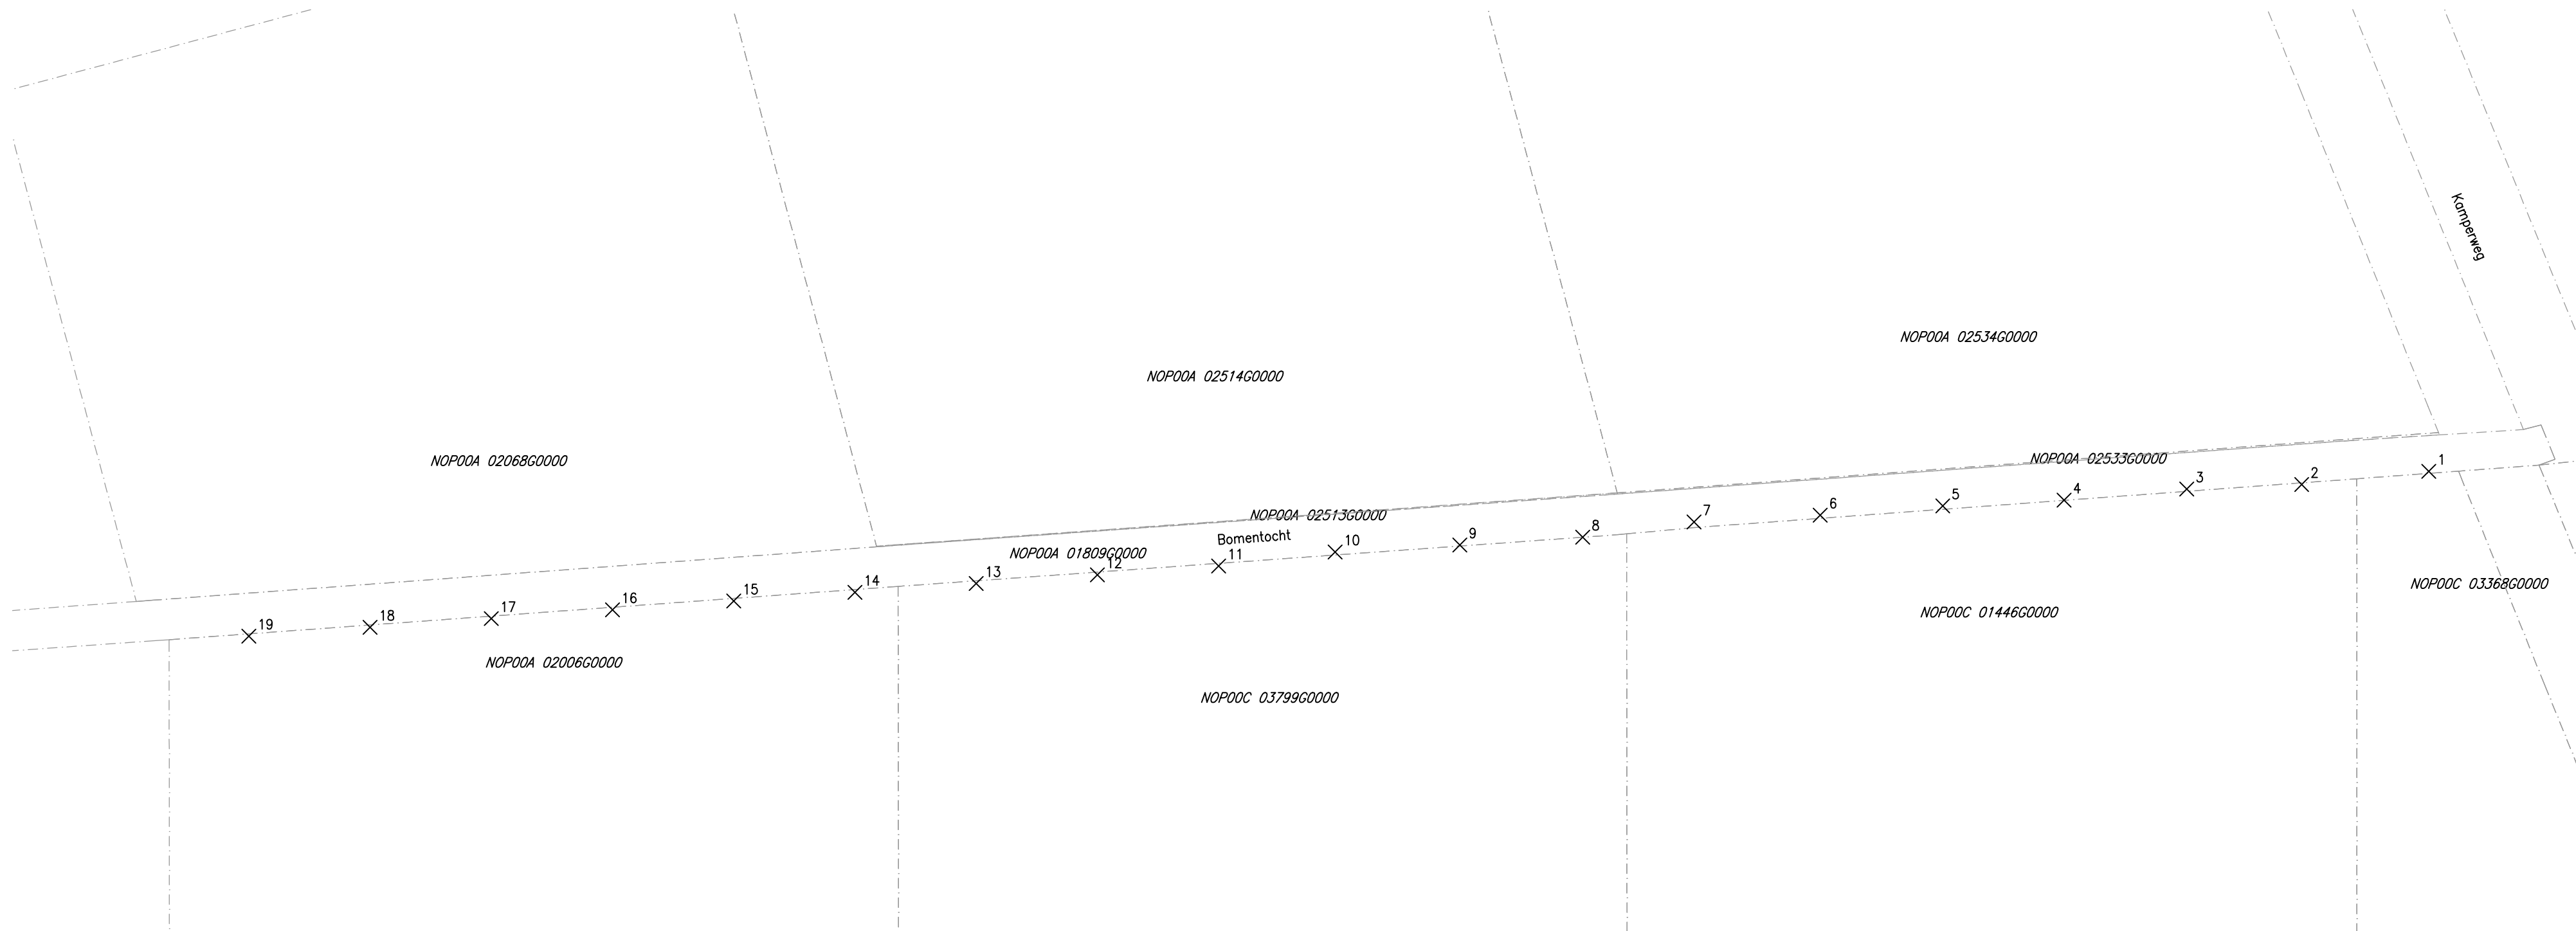 Kamperweg
NOP00A 02534G0000
NOP00A 02514G0000
NOP00A 02068G0000
NOP00A 02533G0000
1
2
3
4
5
6
7
NOP00A 02513G0000
8
9
Bomentocht
10
NOP00A 01809G0000
11
12
13
14
15
16
17
18
19
NOP00C 03368G0000
NOP00C 01446G0000
NOP00A 02006G0000
NOP00C 03799G0000